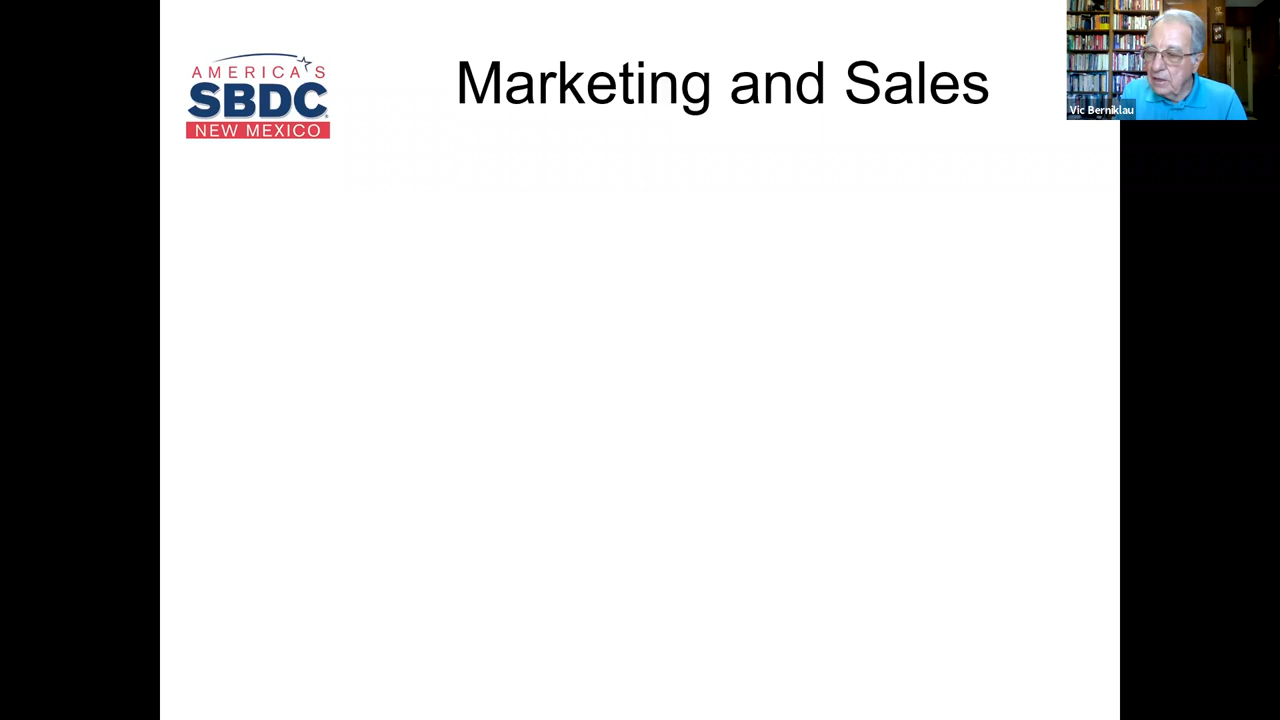 AMERICA'S
SBDC
NEW MEXICO
Marketing and Sales
Vic Berniklau